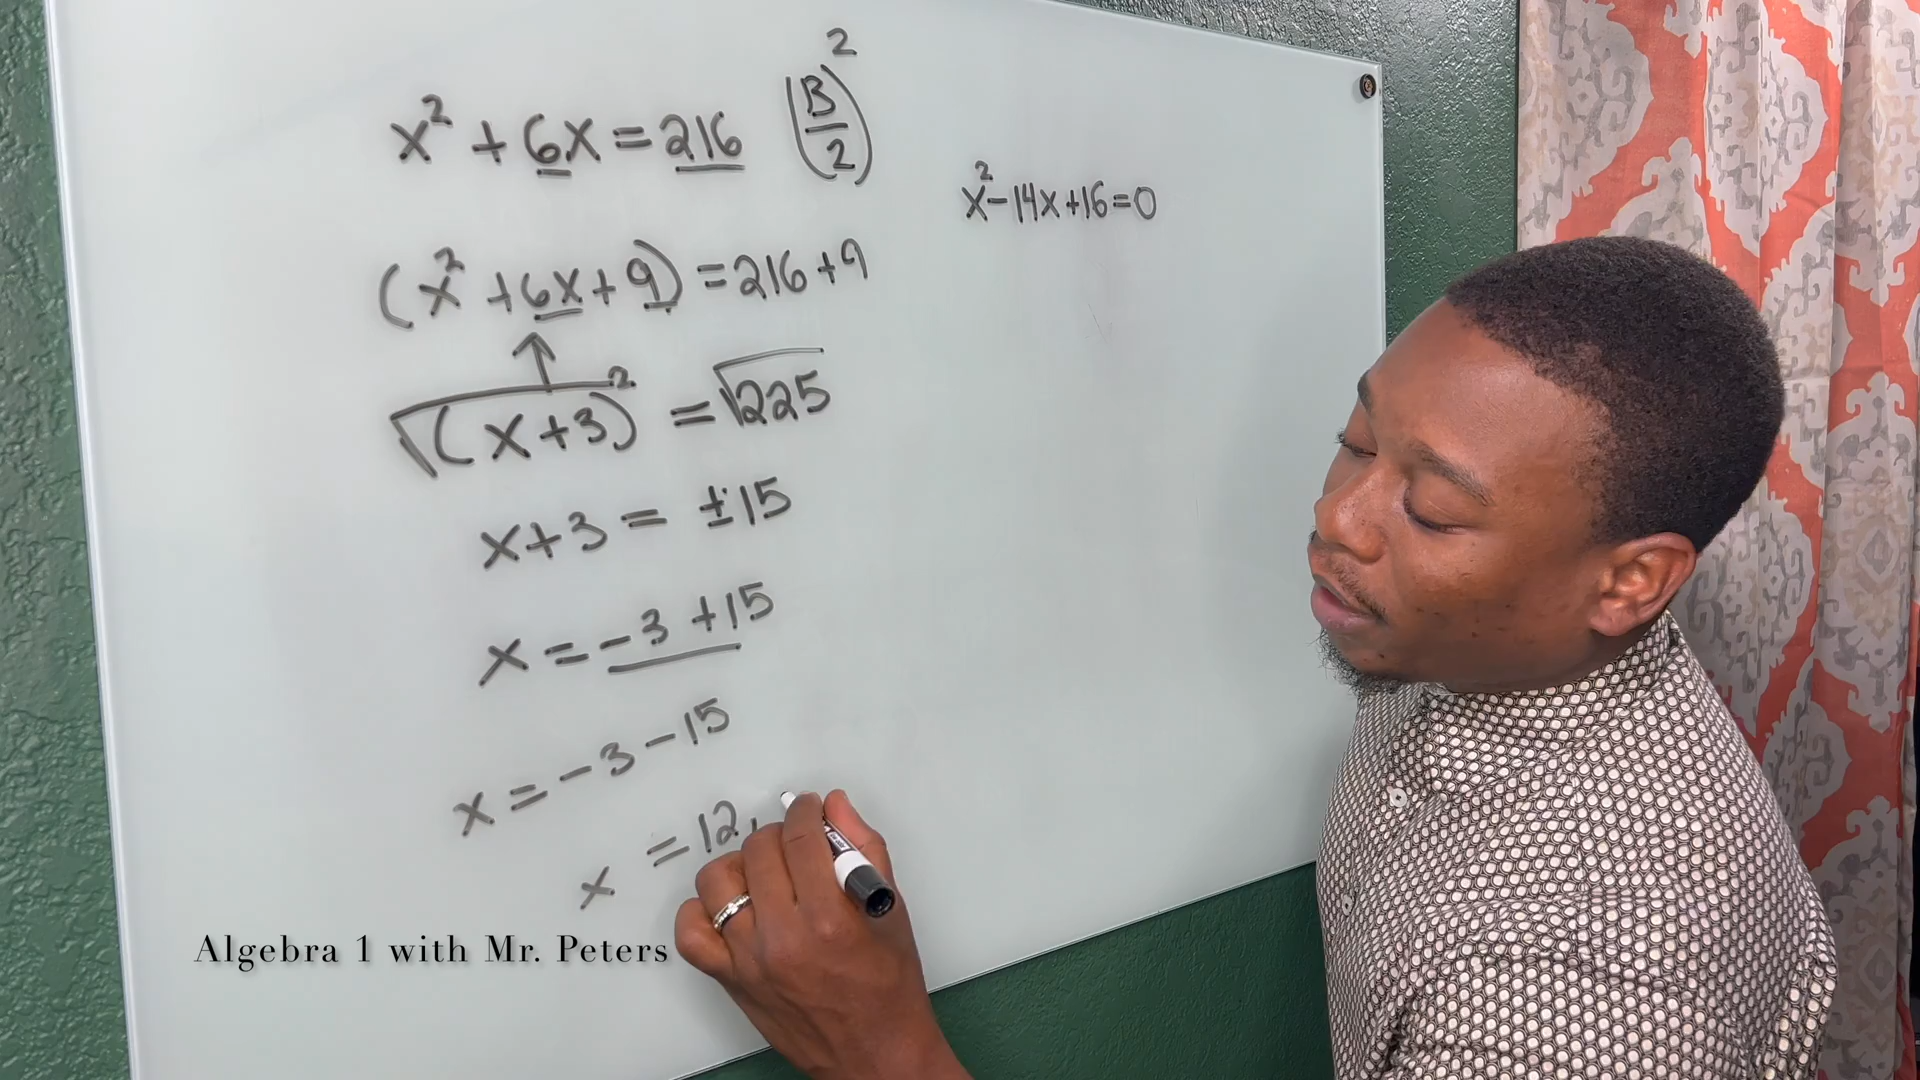 x² + 6x = 216 (B/2)²
(x² + 6x + 9) = 216 + 9
√(x + 3)² = √225
x + 3 = ±15
x = -3 + 15
x = -3 - 15
x = 12,
x² - 14x + 16 = 0
Algebra 1 with Mr. Peters